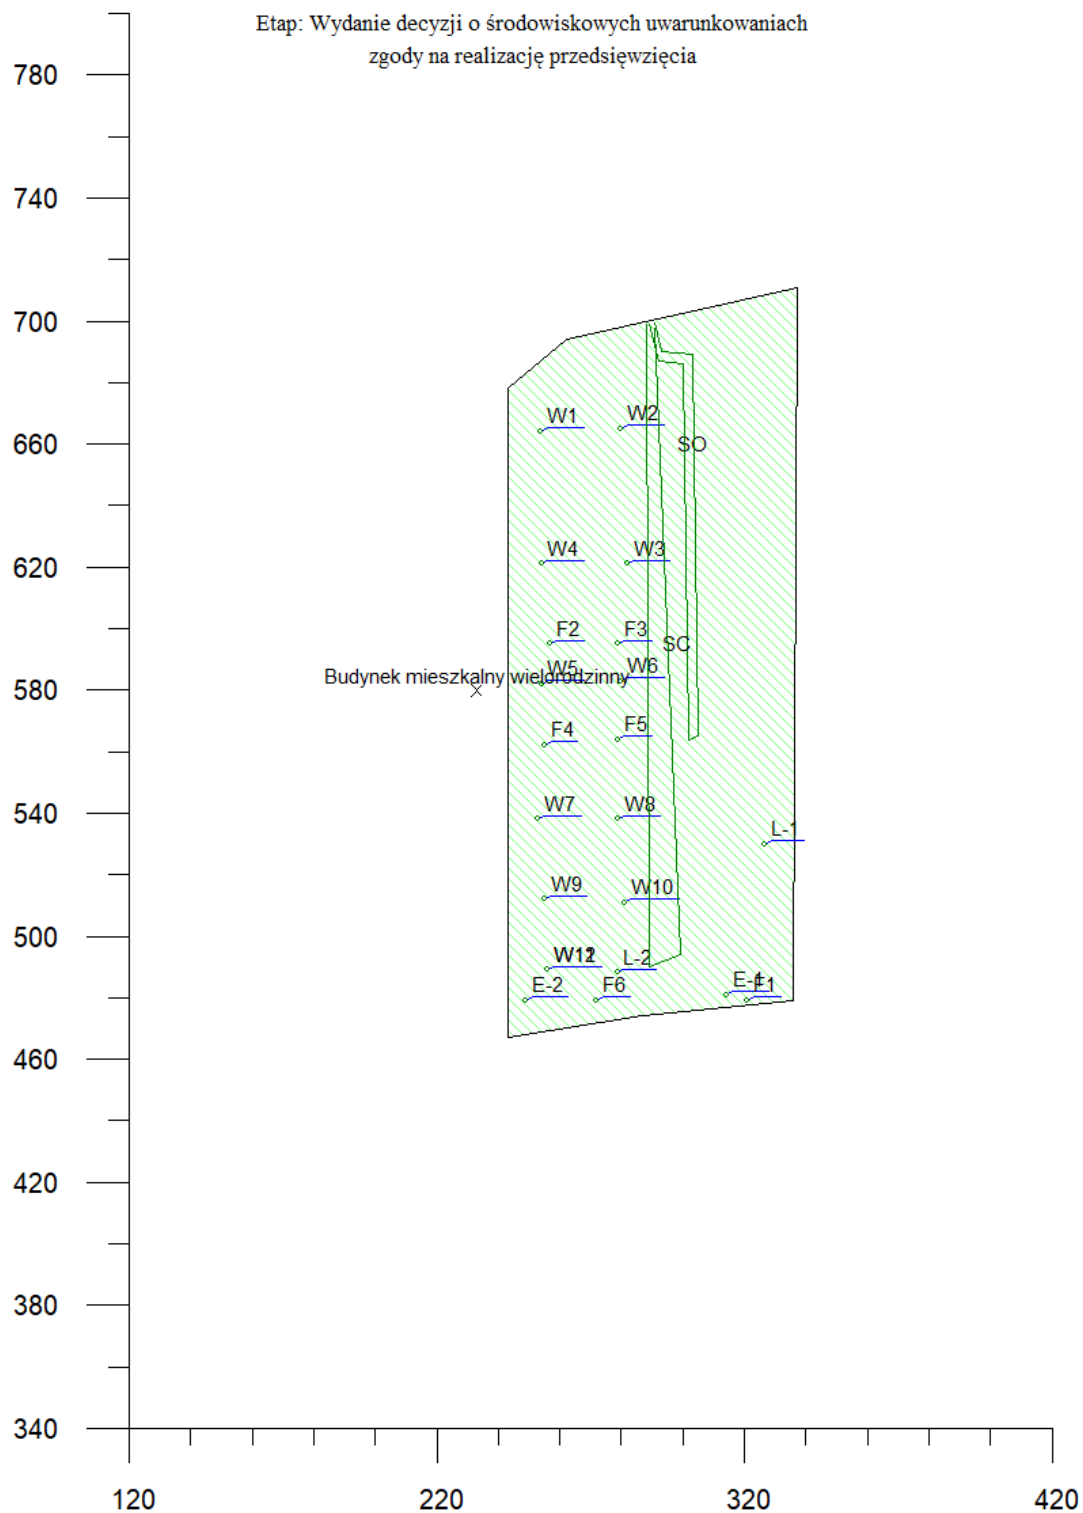 Etap: Wydanie decyzji o środowiskowych uwarunkowaniach
zgody na realizację przedsięwzięcia
780
740
700
W1 W2
660 SO
620 W4 W3
F2 F3
SC
Budynek mieszkalny wielorodzinny
W5 W6
580
F4 F5
540 W7 W8
L-1
W9 W10
500
W11 L-2
E-2 F6 E-1 F1
460
420
380
340
120 220 320 420